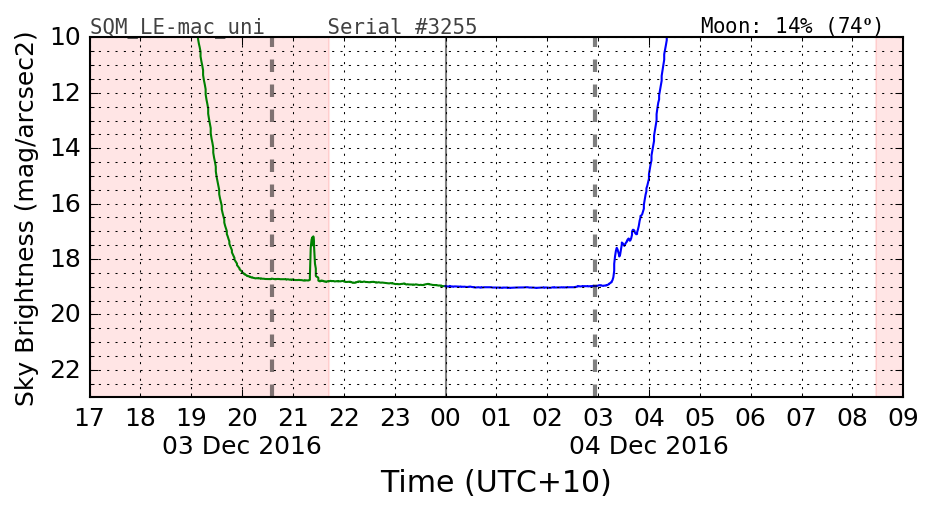 SQM_LE-mac_uni Serial #3255 Moon: 14% (74°)
Sky Brightness (mag/arcsec2)
10
12
14
16
18
20
22
17 18 19 20 21 22 23 00 01 02 03 04 05 06 07 08 09
03 Dec 2016 04 Dec 2016
Time (UTC+10)